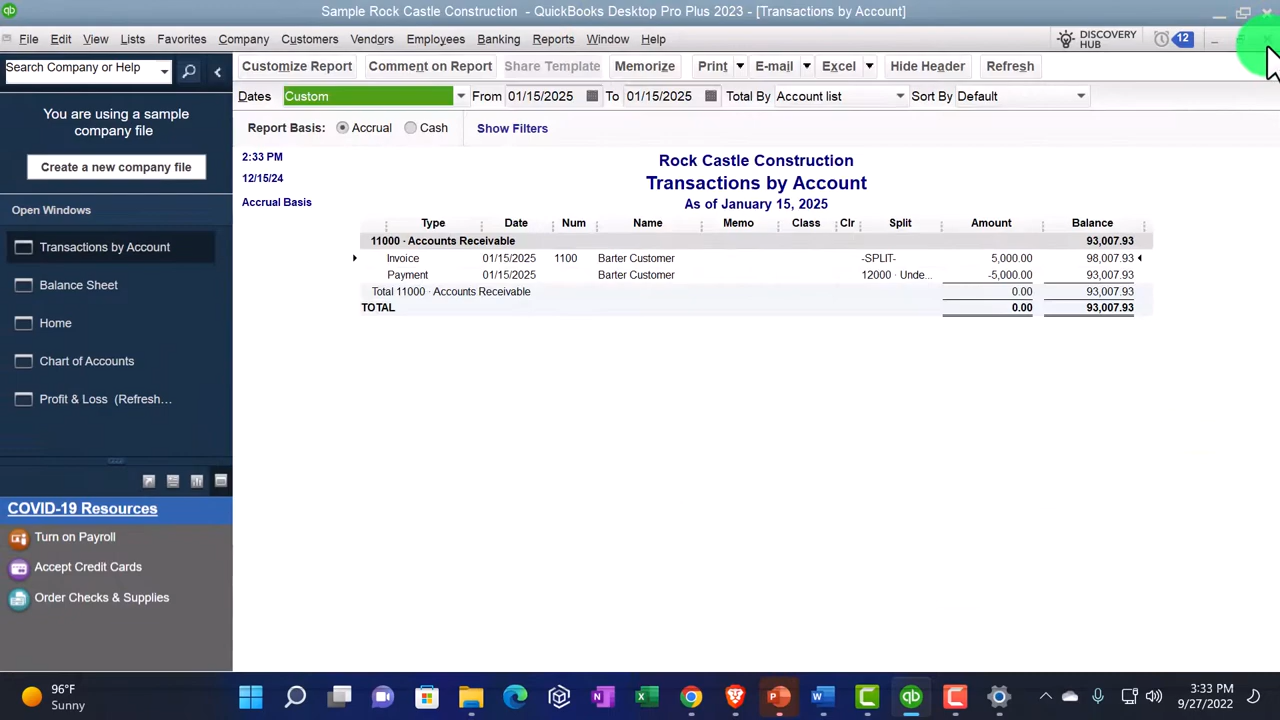 Sample Rock Castle Construction - QuickBooks Desktop Pro Plus 2023 - [Transactions by Account]
File Edit View Lists Favorites Company Customers Vendors Employees Banking Reports Window Help DISCOVERY HUB 12
Search Company or Help
Customize Report Comment on Report Share Template Memorize Print E-mail Excel Hide Header Refresh
Dates Custom From 01/15/2025 To 01/15/2025 Total By Account list Sort By Default
Report Basis: Accrual Cash Show Filters
You are using a sample
company file
Create a new company file
Open Windows
Transactions by Account
Balance Sheet
Home
Chart of Accounts
Profit & Loss (Refresh...
COVID-19 Resources
Turn on Payroll
Accept Credit Cards
Order Checks & Supplies
2:33 PM
12/15/24
Accrual Basis
Rock Castle Construction
Transactions by Account
As of January 15, 2025
Type Date Num Name Memo Class Clr Split Amount Balance
11000 · Accounts Receivable 93,007.93
Invoice 01/15/2025 1100 Barter Customer -SPLIT- 5,000.00 98,007.93
Payment 01/15/2025 Barter Customer 12000 · Unde... -5,000.00 93,007.93
Total 11000 · Accounts Receivable 0.00 93,007.93
TOTAL 0.00 93,007.93
96°F
Sunny
3:33 PM
9/27/2022